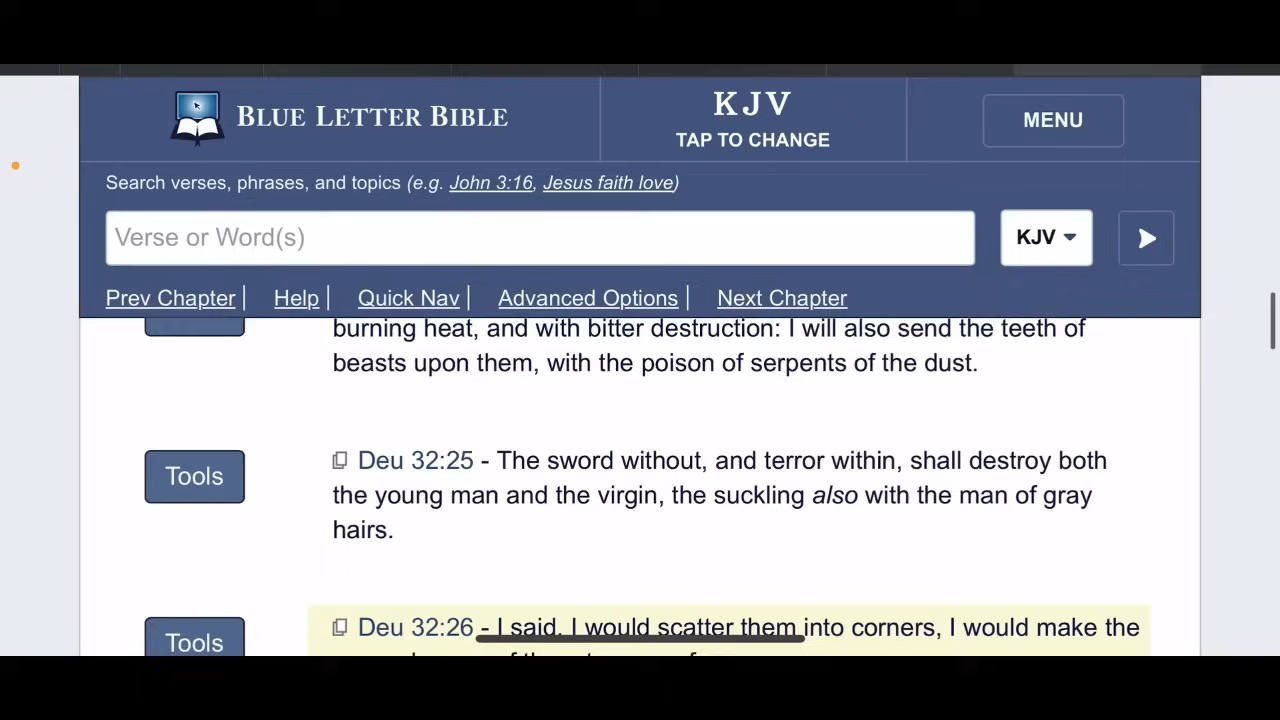 BLUE LETTER BIBLE
KJV
TAP TO CHANGE
MENU
Search verses, phrases, and topics (e.g. John 3:16, Jesus faith love)
Verse or Word(s)
KJV
Prev Chapter | Help | Quick Nav | Advanced Options | Next Chapter
burning heat, and with bitter destruction: I will also send the teeth of
beasts upon them, with the poison of serpents of the dust.
Tools
Deu 32:25 - The sword without, and terror within, shall destroy both
the young man and the virgin, the suckling also with the man of gray
hairs.
Tools
Deu 32:26 - I said, I would scatter them into corners, I would make the